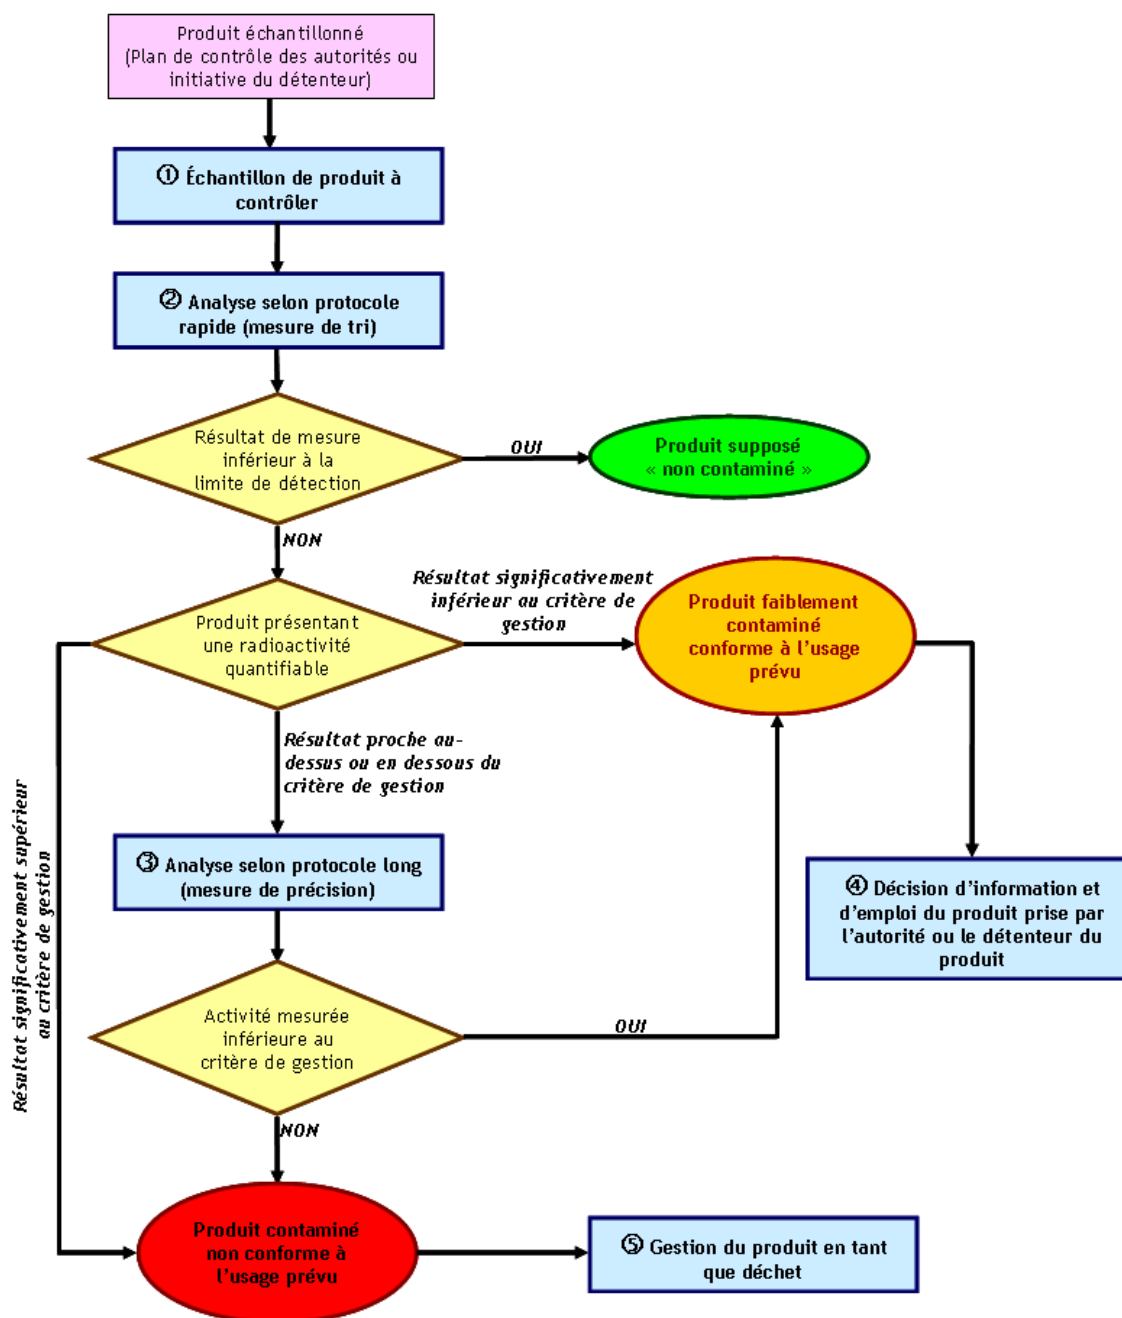 Produit échantillonné
(Plan de contrôle des autorités ou
initiative du détenteur)
① Échantillon de produit à
contrôler
② Analyse selon protocole
rapide (mesure de tri)
Résultat de mesure
inférieur à la
limite de détection
OUI
Produit supposé
« non contaminé »
NON
Produit présentant
une radioactivité
quantifiable
Résultat significativement
inférieur au critère de
gestion
Produit faiblement
contaminé
conforme à l'usage
prévu
Résultat proche au-
dessus ou en dessous du
critère de gestion
Résultat significativement supérieur
au critère de gestion
③ Analyse selon protocole long
(mesure de précision)
④ Décision d'information et
d'emploi du produit prise par
l'autorité ou le détenteur du
produit
Activité mesurée
inférieure au
critère de gestion
OUI
NON
Produit contaminé
non conforme à
l'usage prévu
⑤ Gestion du produit en tant
que déchet